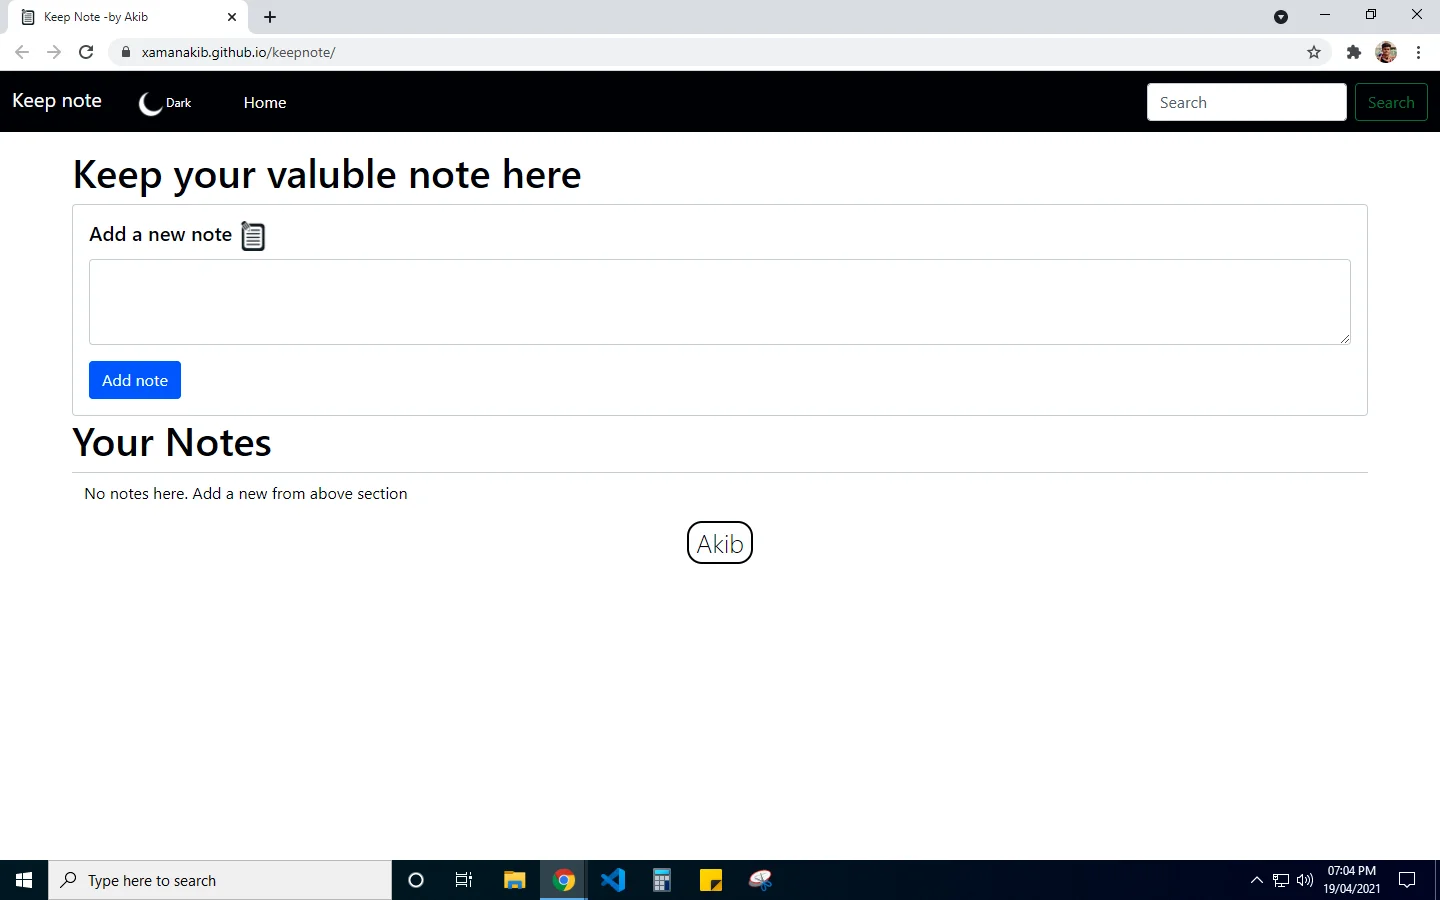 Keep Note -by Akib
xamanakib.github.io/keepnote/
Keep note
Dark
Home
Search
Search
Keep your valuble note here
Add a new note
Add note
Your Notes
No notes here. Add a new from above section
Akib
Type here to search
07:04 PM
19/04/2021